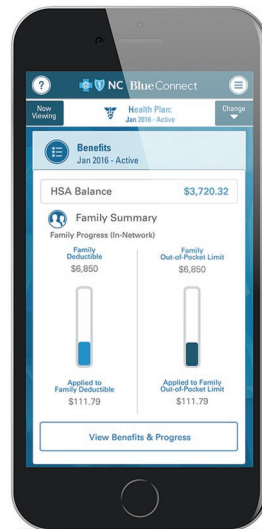 ?
NC Blue Connect
Now
Viewing
Health Plan:
Jan 2016 - Active
Change
Benefits
Jan 2016 - Active
HSA Balance
$3,720.32
Family Summary
Family Progress (In-Network)
Family
Deductible
$6,850
Family
Out-of-Pocket Limit
$6,850
Applied to
Family Deductible
$111.79
Applied to Family
Out-of-Pocket Limit
$111.79
View Benefits & Progress